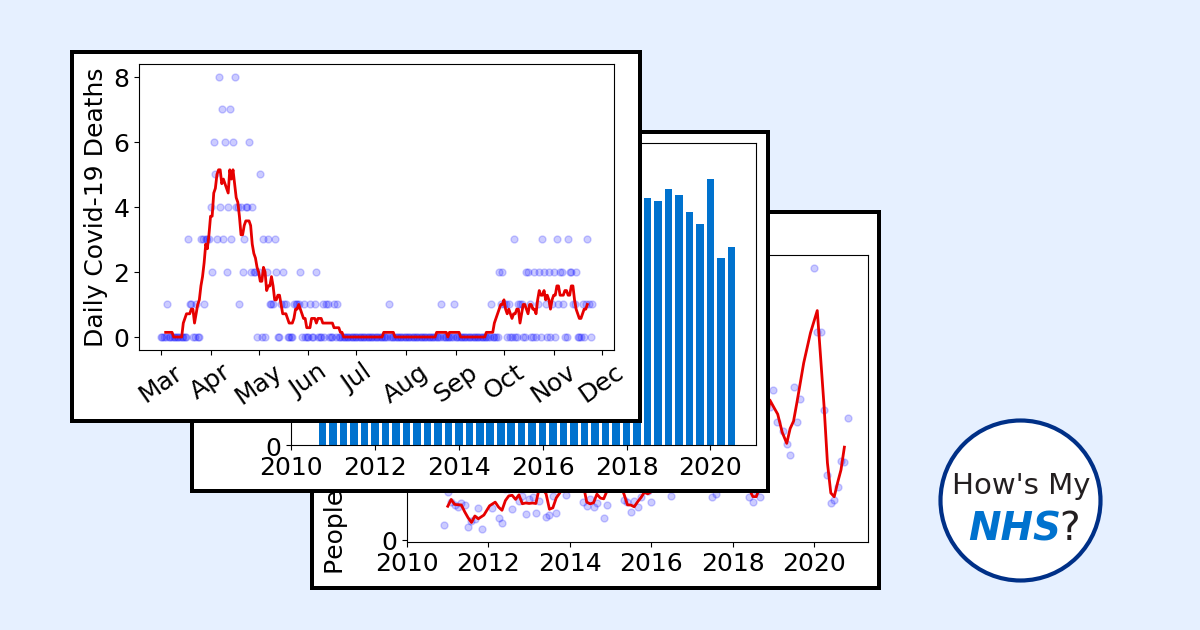 Daily Covid-19 Deaths
8
6
4
2
0
Mar Apr May Jun Jul Aug Sep Oct Nov Dec
0
2010 2012 2014 2016 2018 2020
People
0
2010 2012 2014 2016 2018 2020
How's My
NHS?